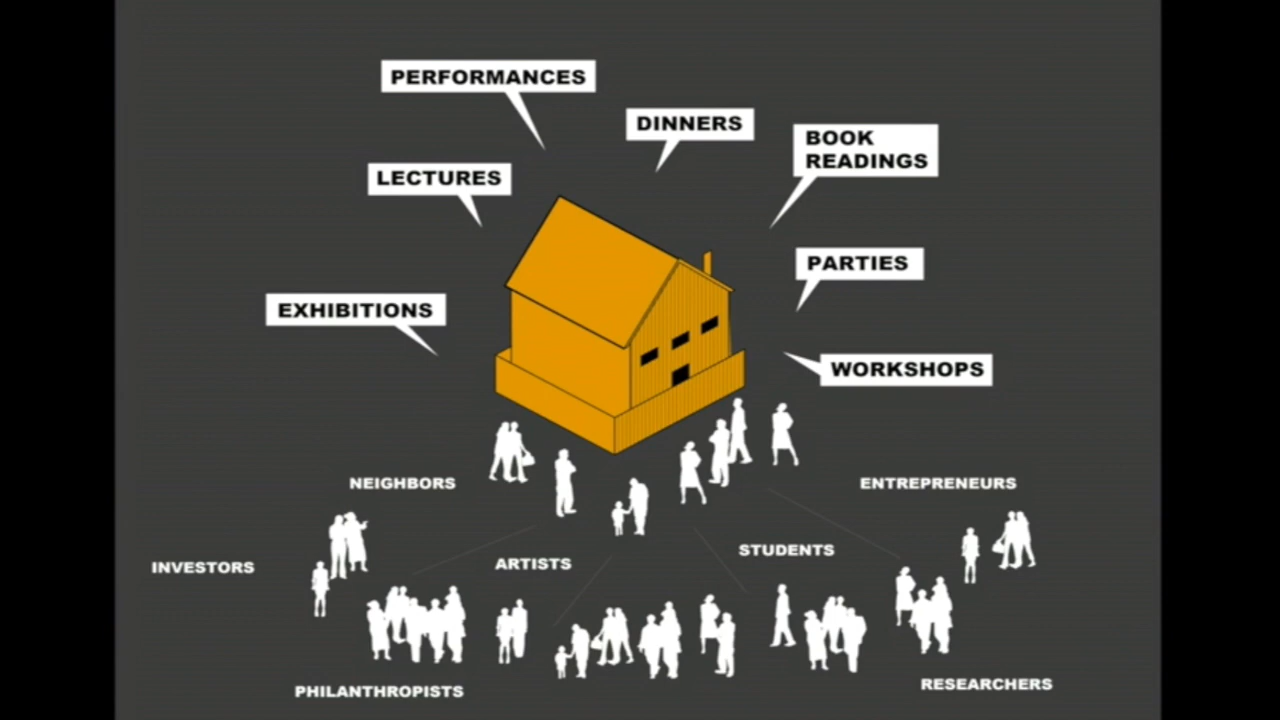 PERFORMANCES
DINNERS
BOOK
READINGS
LECTURES
PARTIES
EXHIBITIONS
WORKSHOPS
NEIGHBORS
ENTREPRENEURS
INVESTORS
ARTISTS
STUDENTS
PHILANTHROPISTS
RESEARCHERS